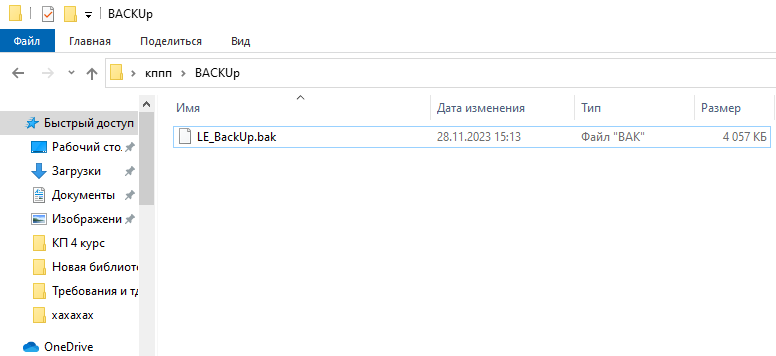 BACKUp
Файл Главная Поделиться Вид
кппп BACKUp
Имя Дата изменения Тип Размер
LE_BackUp.bak 28.11.2023 15:13 Файл "BAK" 4 057 КБ
Быстрый доступ
Рабочий сто.
Загрузки
Документы
Изображени
КП 4 курс
Новая библиоте
Требования и тд
хахахах
OneDrive